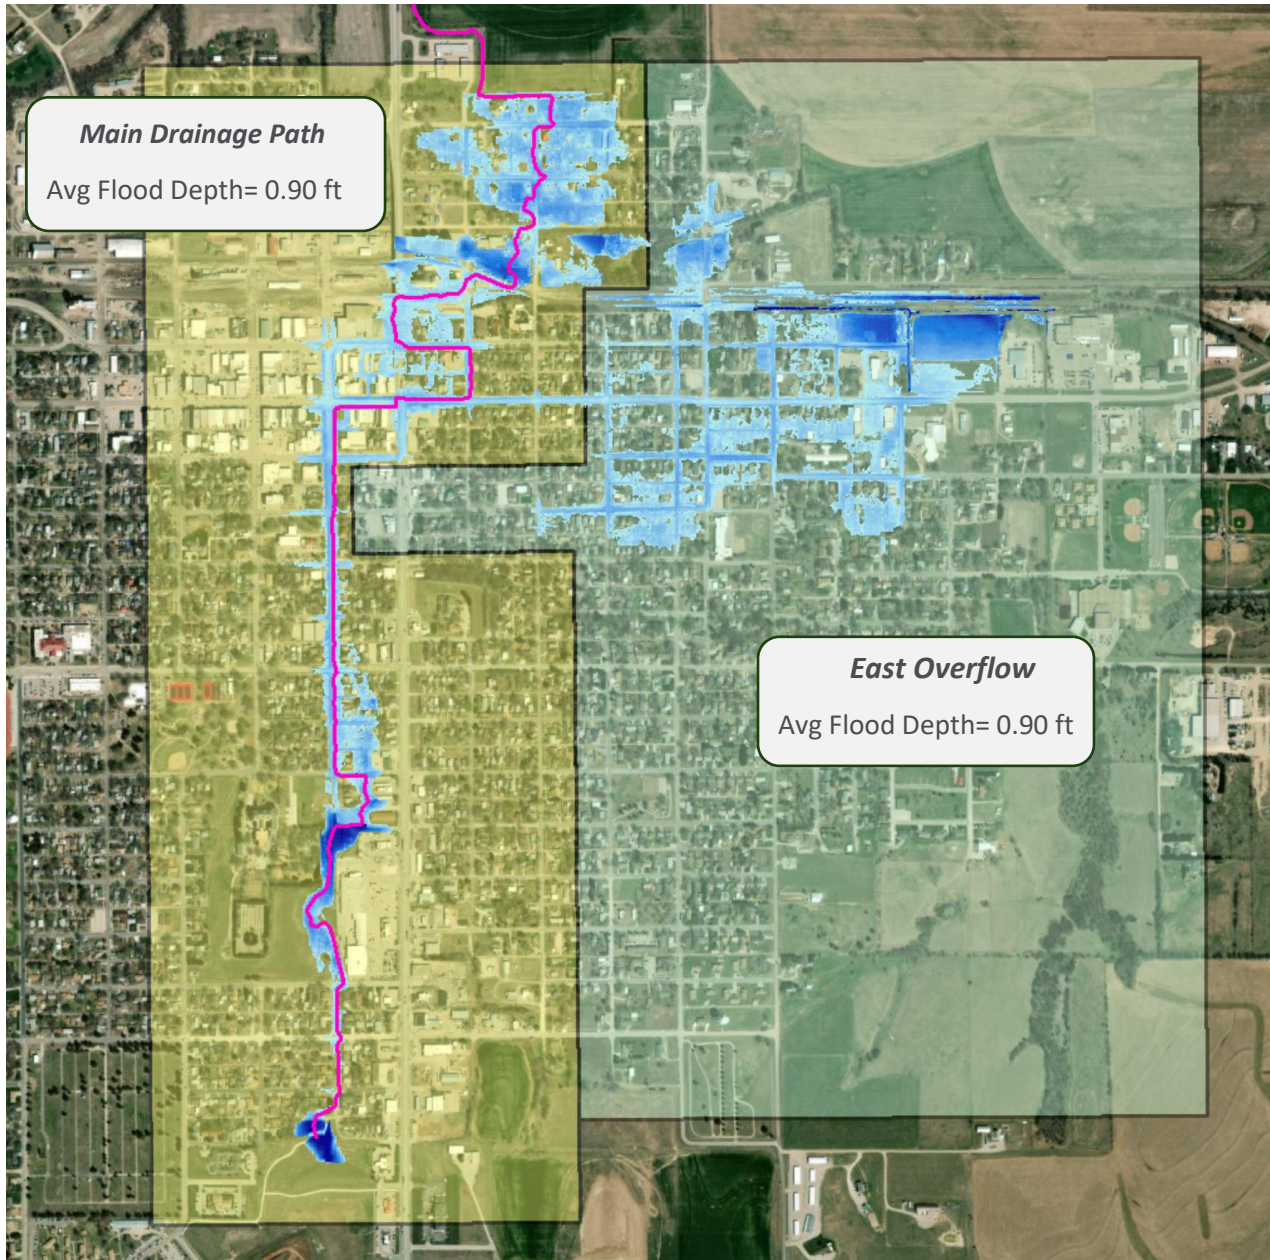 Main Drainage Path
Avg Flood Depth= 0.90 ft
East Overflow
Avg Flood Depth= 0.90 ft